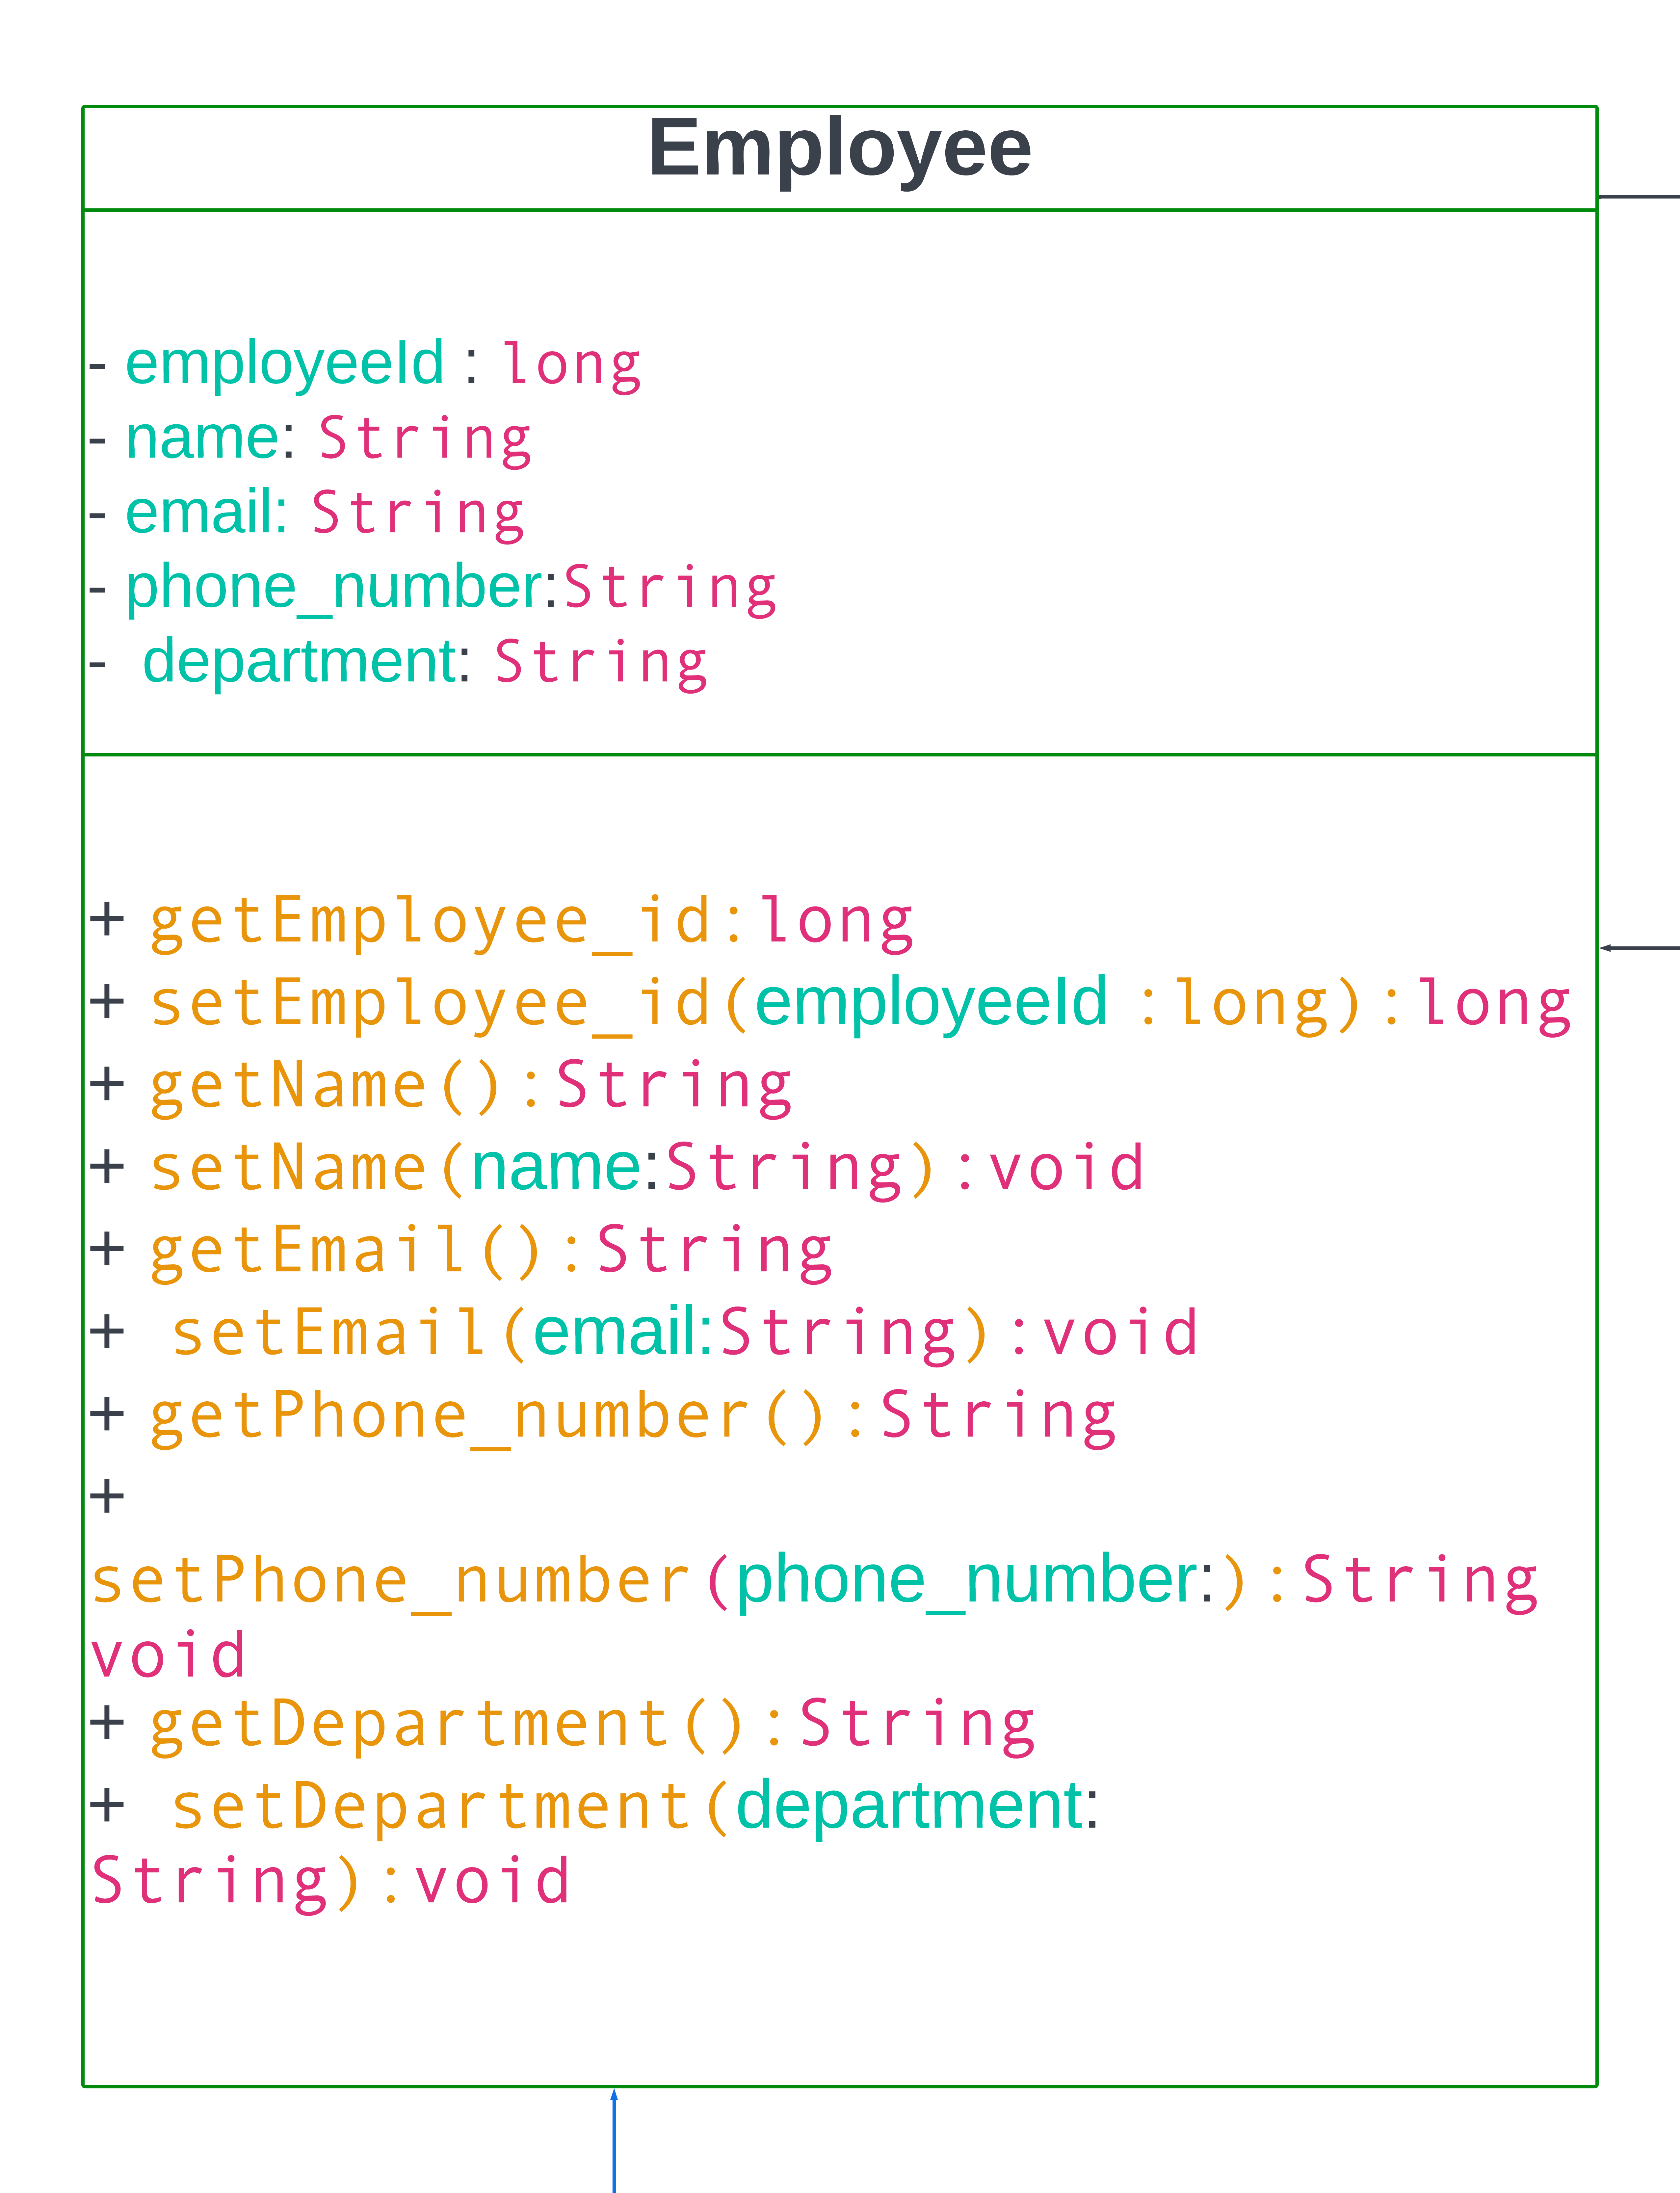 Employee
- employeeId : long
- name: String
- email: String
- phone_number:String
- department: String
+ getEmployee_id:long
+ setEmployee_id(employeeId :long):long
+ getName():String
+ setName(name:String):void
+ getEmail():String
+ setEmail(email:String):void
+ getPhone_number():String
+
setPhone_number(phone_number:):String
void
+ getDepartment():String
+ setDepartment(department:
String):void